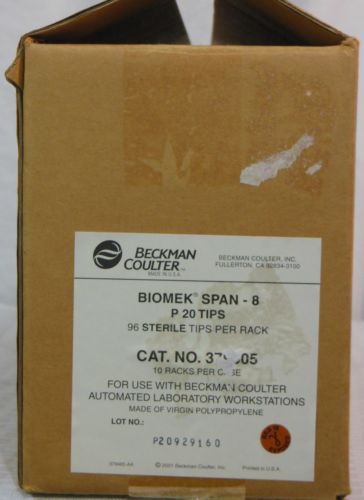 BECKMAN
COULTER™
MADE IN U.S.A.
BECKMAN COULTER, INC.
FULLERTON, CA 92834-3100
BIOMEK® SPAN - 8
P 20 TIPS
96 STERILE TIPS PER RACK
CAT. NO.
10 RACKS PER CASE
FOR USE WITH BECKMAN COULTER
AUTOMATED LABORATORY WORKSTATIONS
MADE OF VIRGIN POLYPROPYLENE
LOT NO.:
P20929160
© 2001 Beckman Coulter, Inc.
Printed in U.S.A.